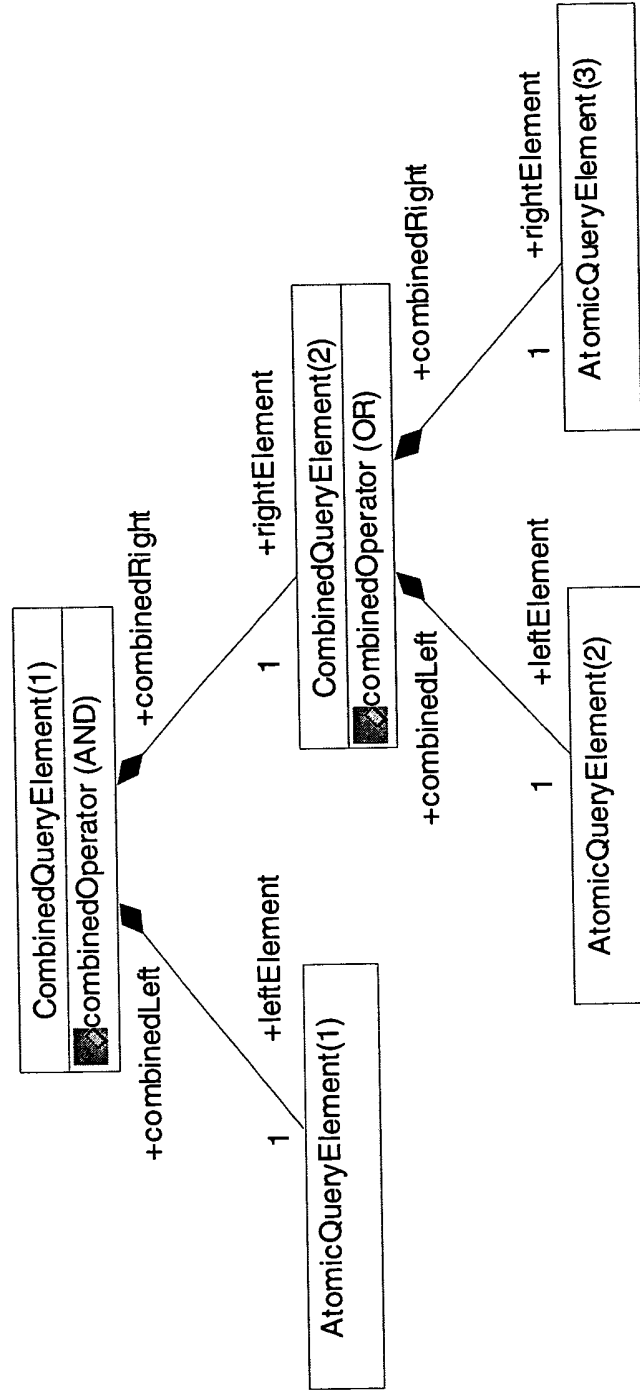 CombinedQueryElement(1)
combinedOperator (AND)
+combinedLeft
+combinedRight
1
+leftElement
1
+rightElement
AtomicQueryElement(1)
CombinedQueryElement(2)
combinedOperator (OR)
+combinedLeft
+combinedRight
1
+leftElement
1
+rightElement
AtomicQueryElement(2)
AtomicQueryElement(3)